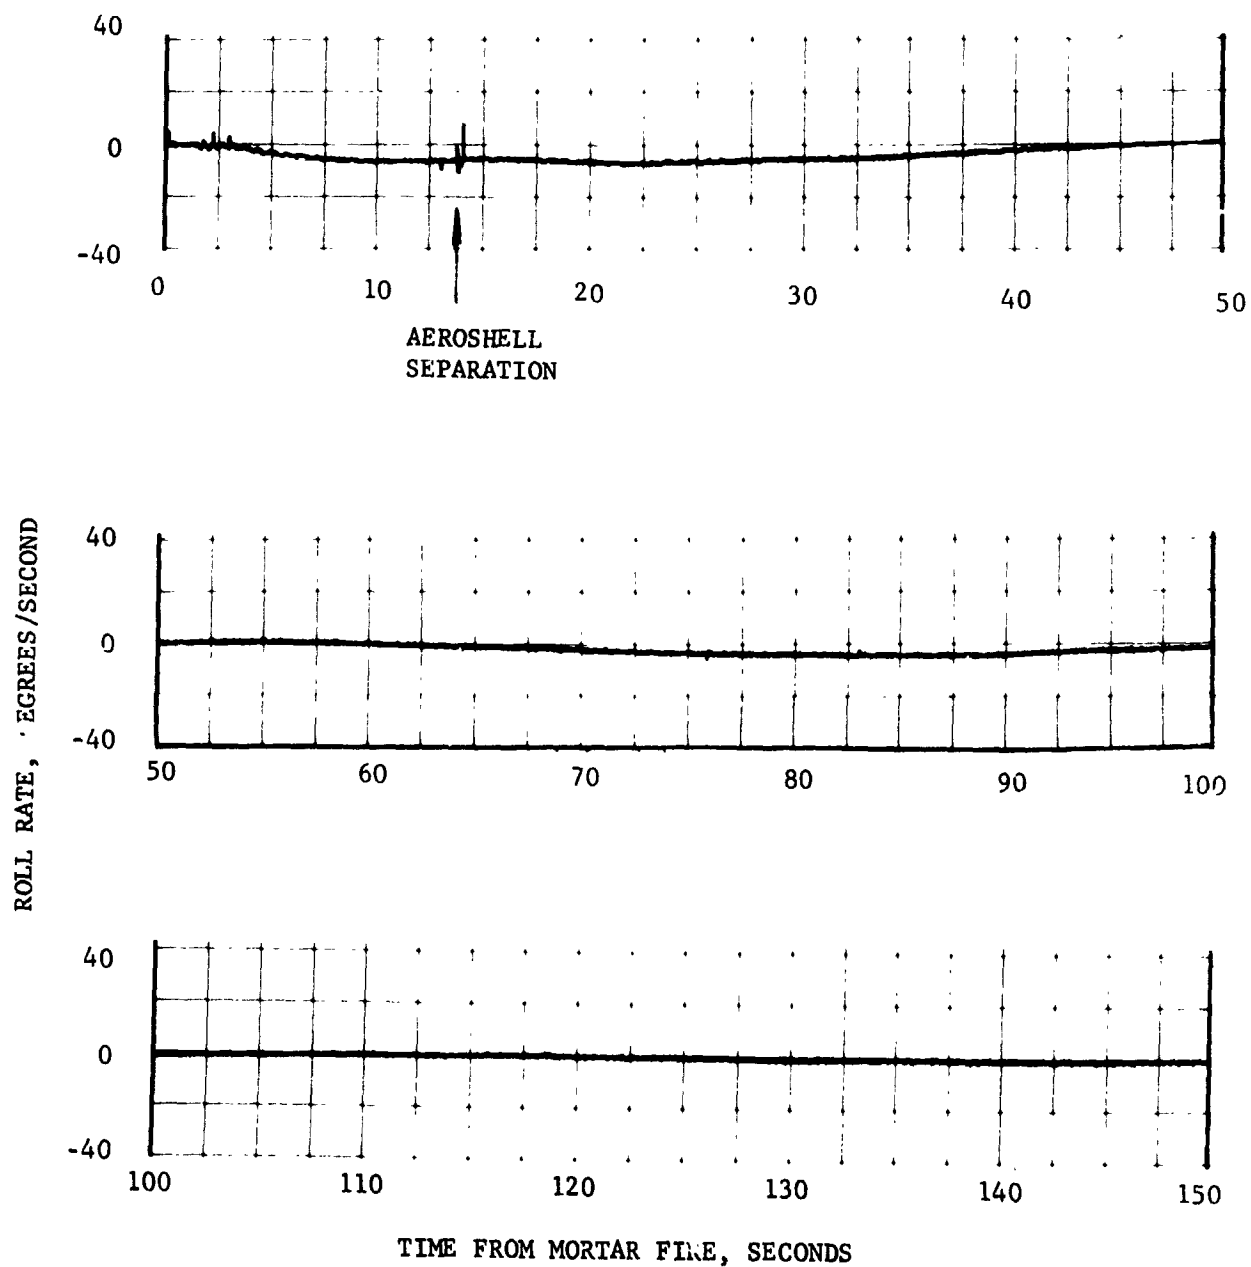 40
0
-40
0 10 20 30 40 50
AEROSHELL
SEPARATION
ROLL RATE, EGREES/SECOND
40
0
-40
50 60 70 80 90 100
40
0
-40
100 110 120 130 140 150
TIME FROM MORTAR FIRE, SECONDS